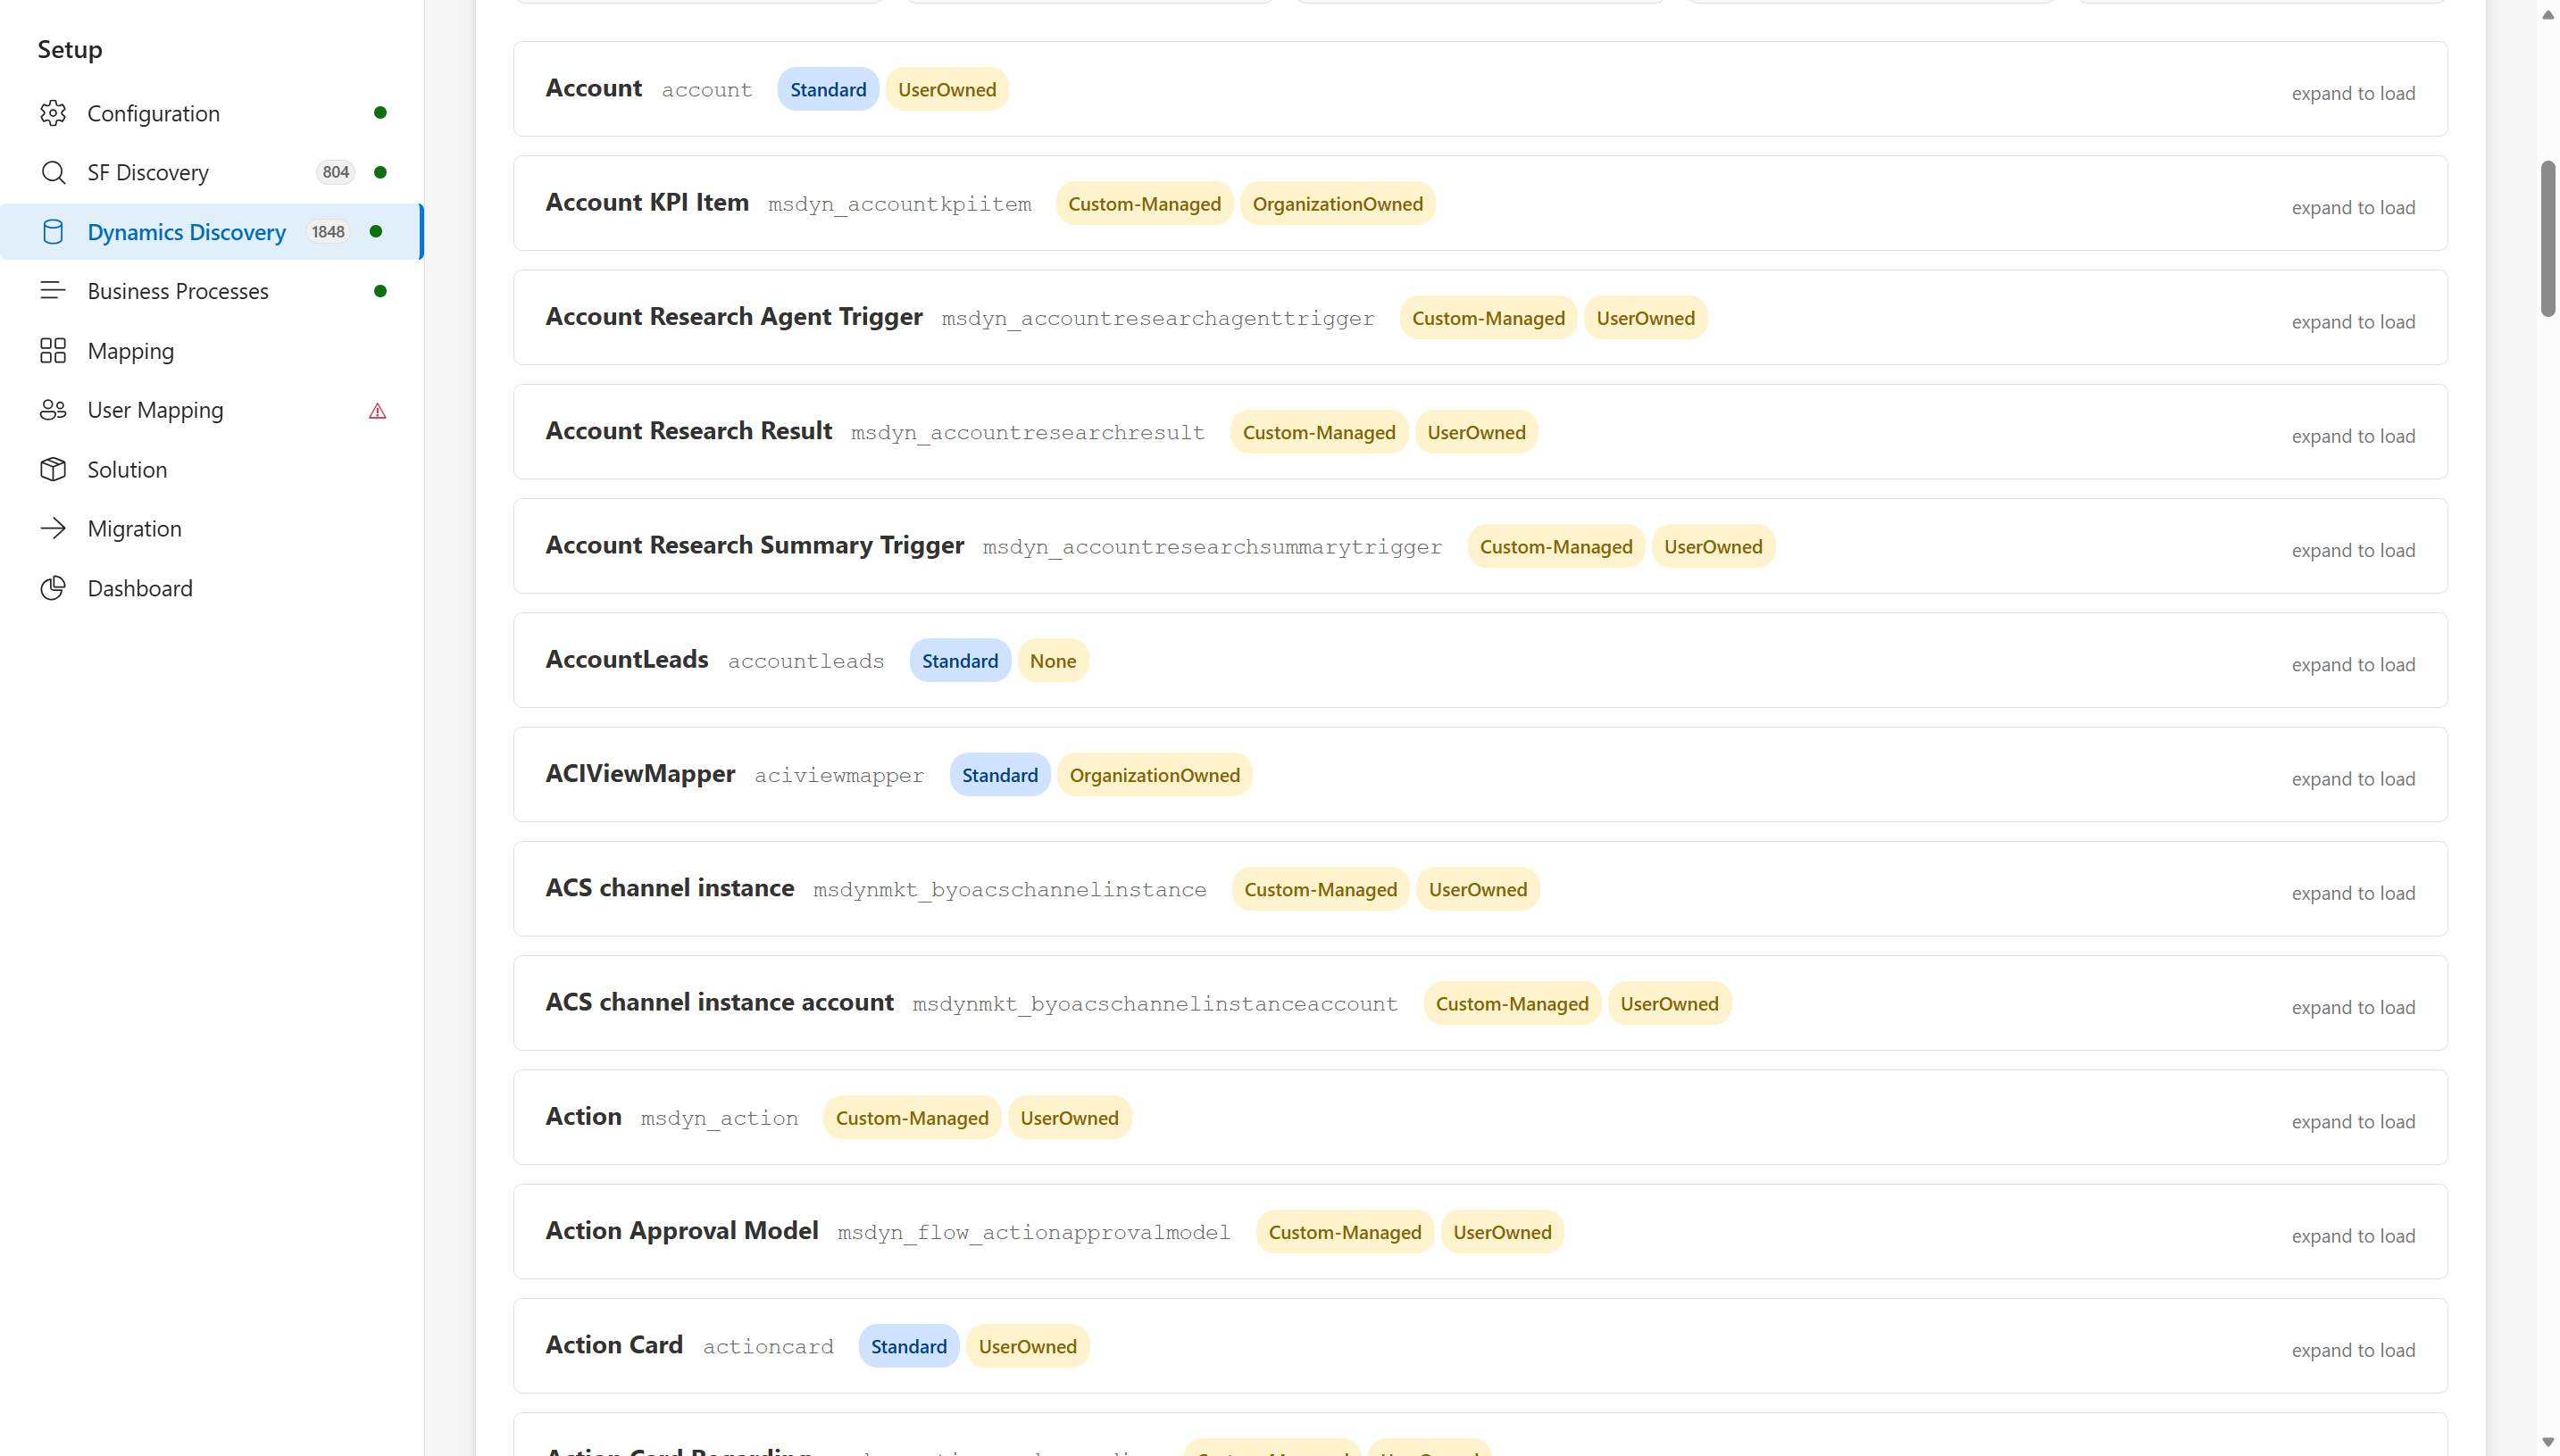 Setup
Configuration
SF Discovery 804
Dynamics Discovery 1848
Business Processes
Mapping
User Mapping
Solution
Migration
Dashboard
Account account Standard UserOwned expand to load
Account KPI Item msdyn_accountkpiitem Custom-Managed OrganizationOwned expand to load
Account Research Agent Trigger msdyn_accountresearchagenttrigger Custom-Managed UserOwned expand to load
Account Research Result msdyn_accountresearchresult Custom-Managed UserOwned expand to load
Account Research Summary Trigger msdyn_accountresearchsummarytrigger Custom-Managed UserOwned expand to load
AccountLeads accountleads Standard None expand to load
ACIViewMapper aciviewmapper Standard OrganizationOwned expand to load
ACS channel instance msdynmkt_byoacschannelinstance Custom-Managed UserOwned expand to load
ACS channel instance account msdynmkt_byoacschannelinstanceaccount Custom-Managed UserOwned expand to load
Action msdyn_action Custom-Managed UserOwned expand to load
Action Approval Model msdyn_flow_actionapprovalmodel Custom-Managed UserOwned expand to load
Action Card actioncard Standard UserOwned expand to load
Action Card Regarding